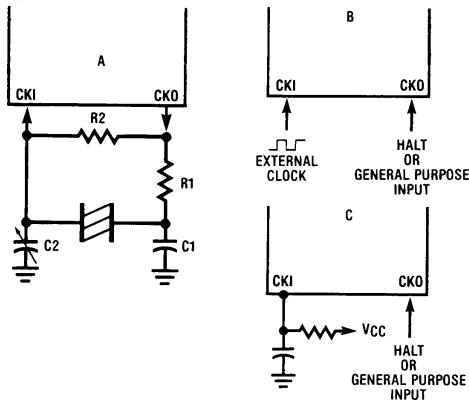 A
CKI
CKO
R2
R1
C2
C1
B
CKI
CKO
EXTERNAL
CLOCK
HALT
OR
GENERAL PURPOSE
INPUT
C
CKI
CKO
VCC
HALT
OR
GENERAL PURPOSE
INPUT